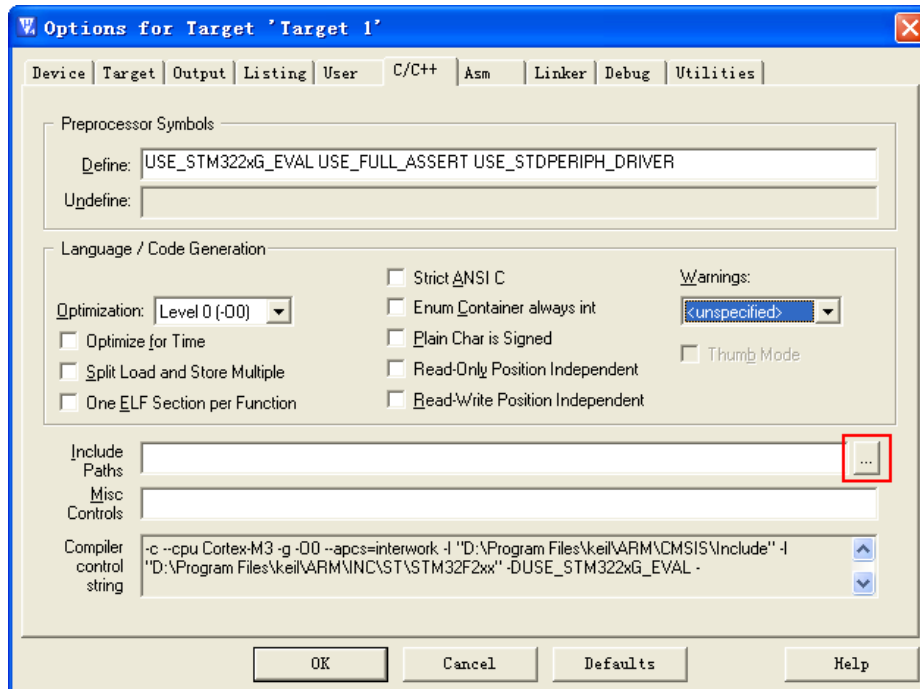 Options for Target 'Target 1'
Device Target Output Listing User C/C++ Asm Linker Debug Utilities
Preprocessor Symbols
Define: USE_STM322xG_EVAL USE_FULL_ASSERT USE_STDPERIPH_DRIVER
Undefine:
Language / Code Generation
Optimization: Level 0 (-O0)
Optimize for Time
Split Load and Store Multiple
One ELF Section per Function
Strict ANSI C
Enum Container always int
Plain Char is Signed
Read-Only Position Independent
Read-Write Position Independent
Warnings:
<unspecified>
Thumb Mode
Include
Paths
...
Misc
Controls
Compiler
control
string
-c --cpu Cortex-M3 -g -O0 --apcs=interwork -I "D:\Program Files\keil\ARM\CMSIS\Include" -I
"D:\Program Files\keil\ARM\INC\ST\STM32F2xx" -DUSE_STM322xG_EVAL -
OK Cancel Defaults Help